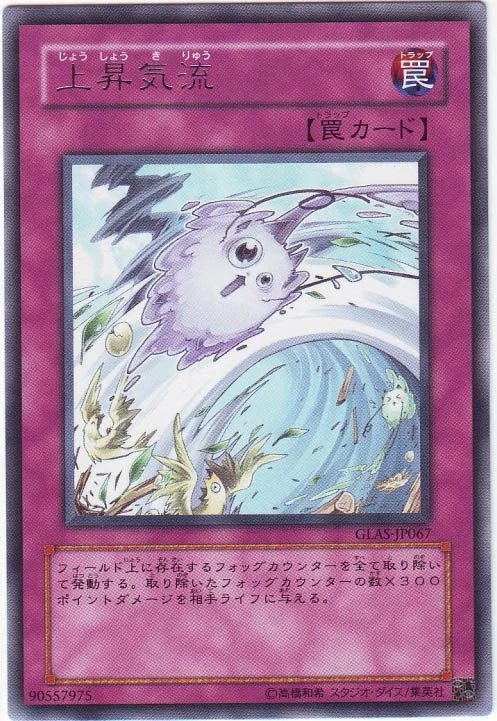 じょうしょうきりゅう
上昇気流
トラップ
罠
トラップ
【罠カード】
GLAS-JP067
フィールド上に存在するフォッグカウンターを全て取り除い
て発動する。取り除いたフォッグカウンターの数×300
ポイントダメージを相手ライフに与える。
90557975
©高橋和希 スタジオ・ダイス/集英社